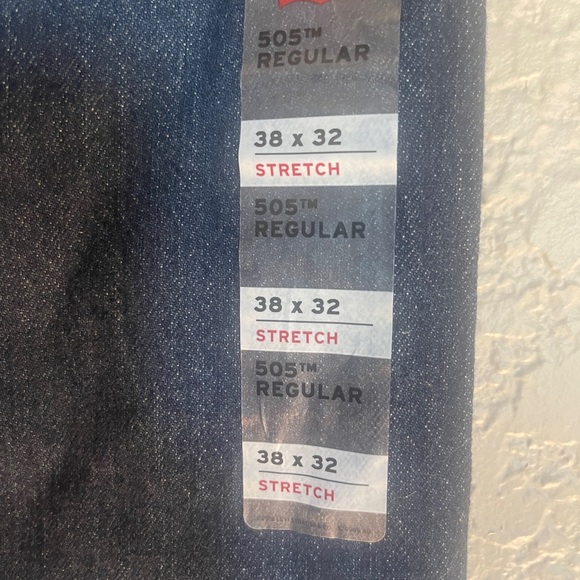 505™
REGULAR
38 x 32
STRETCH
505™
REGULAR
38 x 32
STRETCH
505™
REGULAR
38 x 32
STRETCH